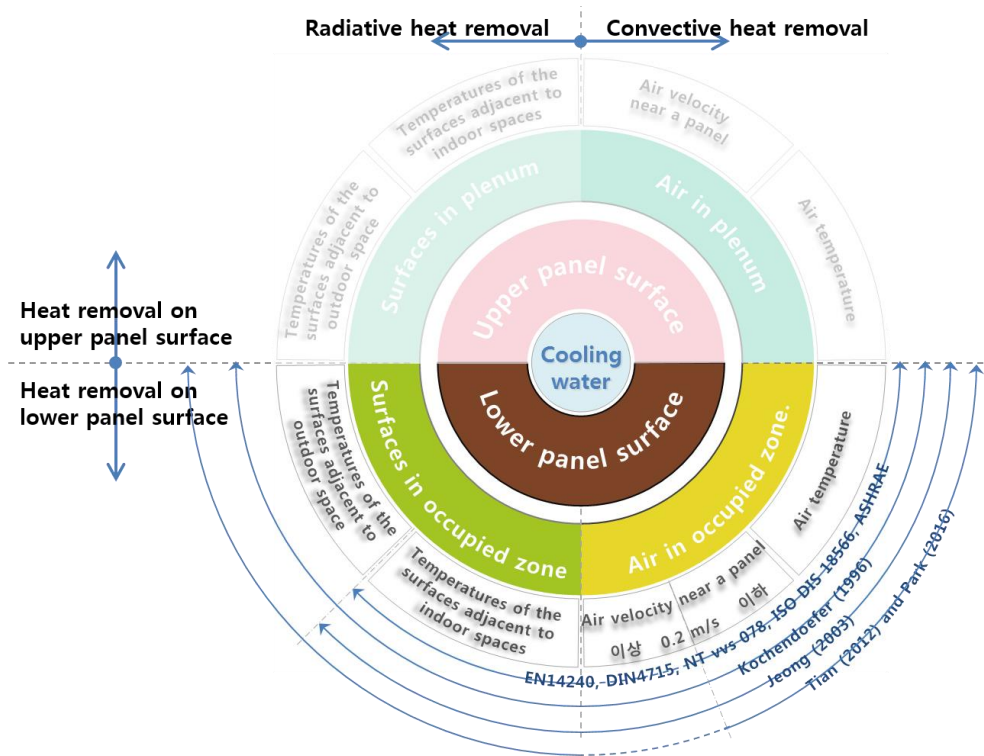 Radiative heat removal
Convective heat removal
Temperatures of the
surfaces adjacent to
indoor spaces
Air velocity
near a panel
Temperatures of the
surfaces adjacent to
outdoor space
Surfaces in plenum
Air in plenum
Air temperature
Upper panel surface
Heat removal on
upper panel surface
Cooling
water
Heat removal on
lower panel surface
Lower panel surface
Temperatures of the
surfaces adjacent to
outdoor space
Surfaces in occupied zone
Air in occupied zone.
Air temperature
Temperatures of the
surfaces adjacent to
indoor spaces
Air velocity near a panel
이상 0.2 m/s 이하
EN14240, DIN4715, NT vvs 078, ISO DIS 18566, ASHRAE
Kochendoefer (1996)
Jeong (2003)
Tian (2012) and Park (2016)